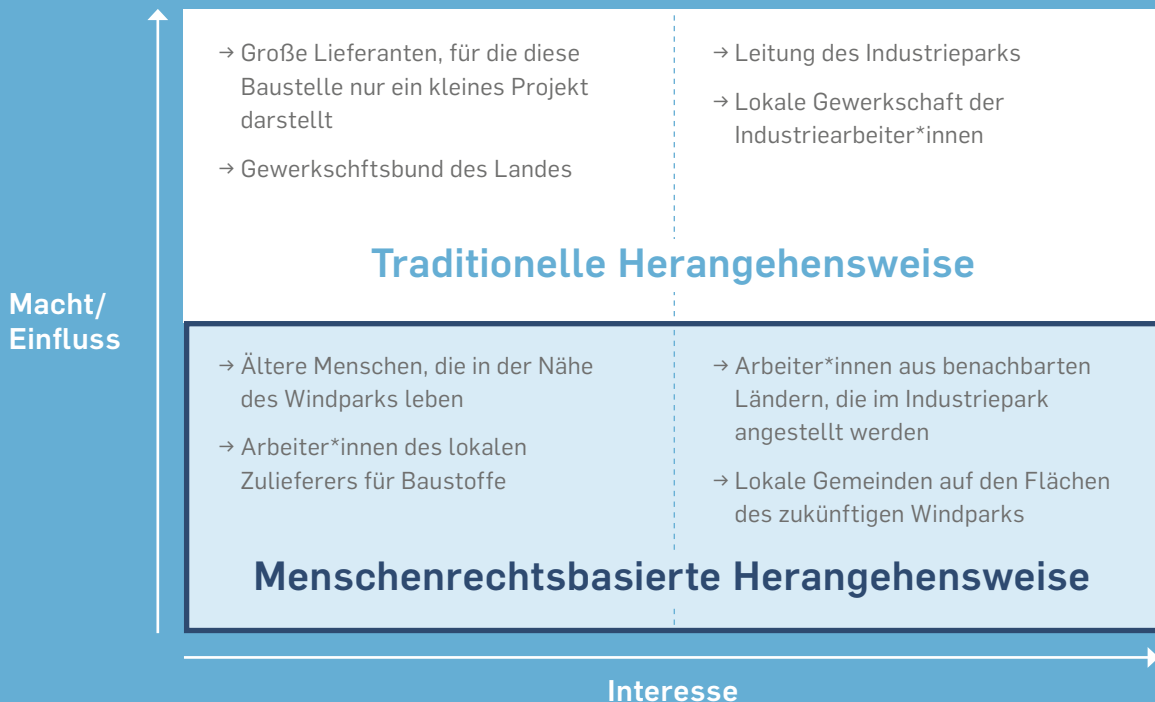 → Große Lieferanten, für die diese
Baustelle nur ein kleines Projekt
darstellt
→ Gewerkschftsbund des Landes
→ Leitung des Industrieparks
→ Lokale Gewerkschaft der
Industriearbeiter*innen
Traditionelle Herangehensweise
Macht/
Einfluss
→ Ältere Menschen, die in der Nähe
des Windparks leben
→ Arbeiter*innen des lokalen
Zulieferers für Baustoffe
→ Arbeiter*innen aus benachbarten
Ländern, die im Industriepark
angestellt werden
→ Lokale Gemeinden auf den Flächen
des zukünftigen Windparks
Menschenrechtsbasierte Herangehensweise
Interesse